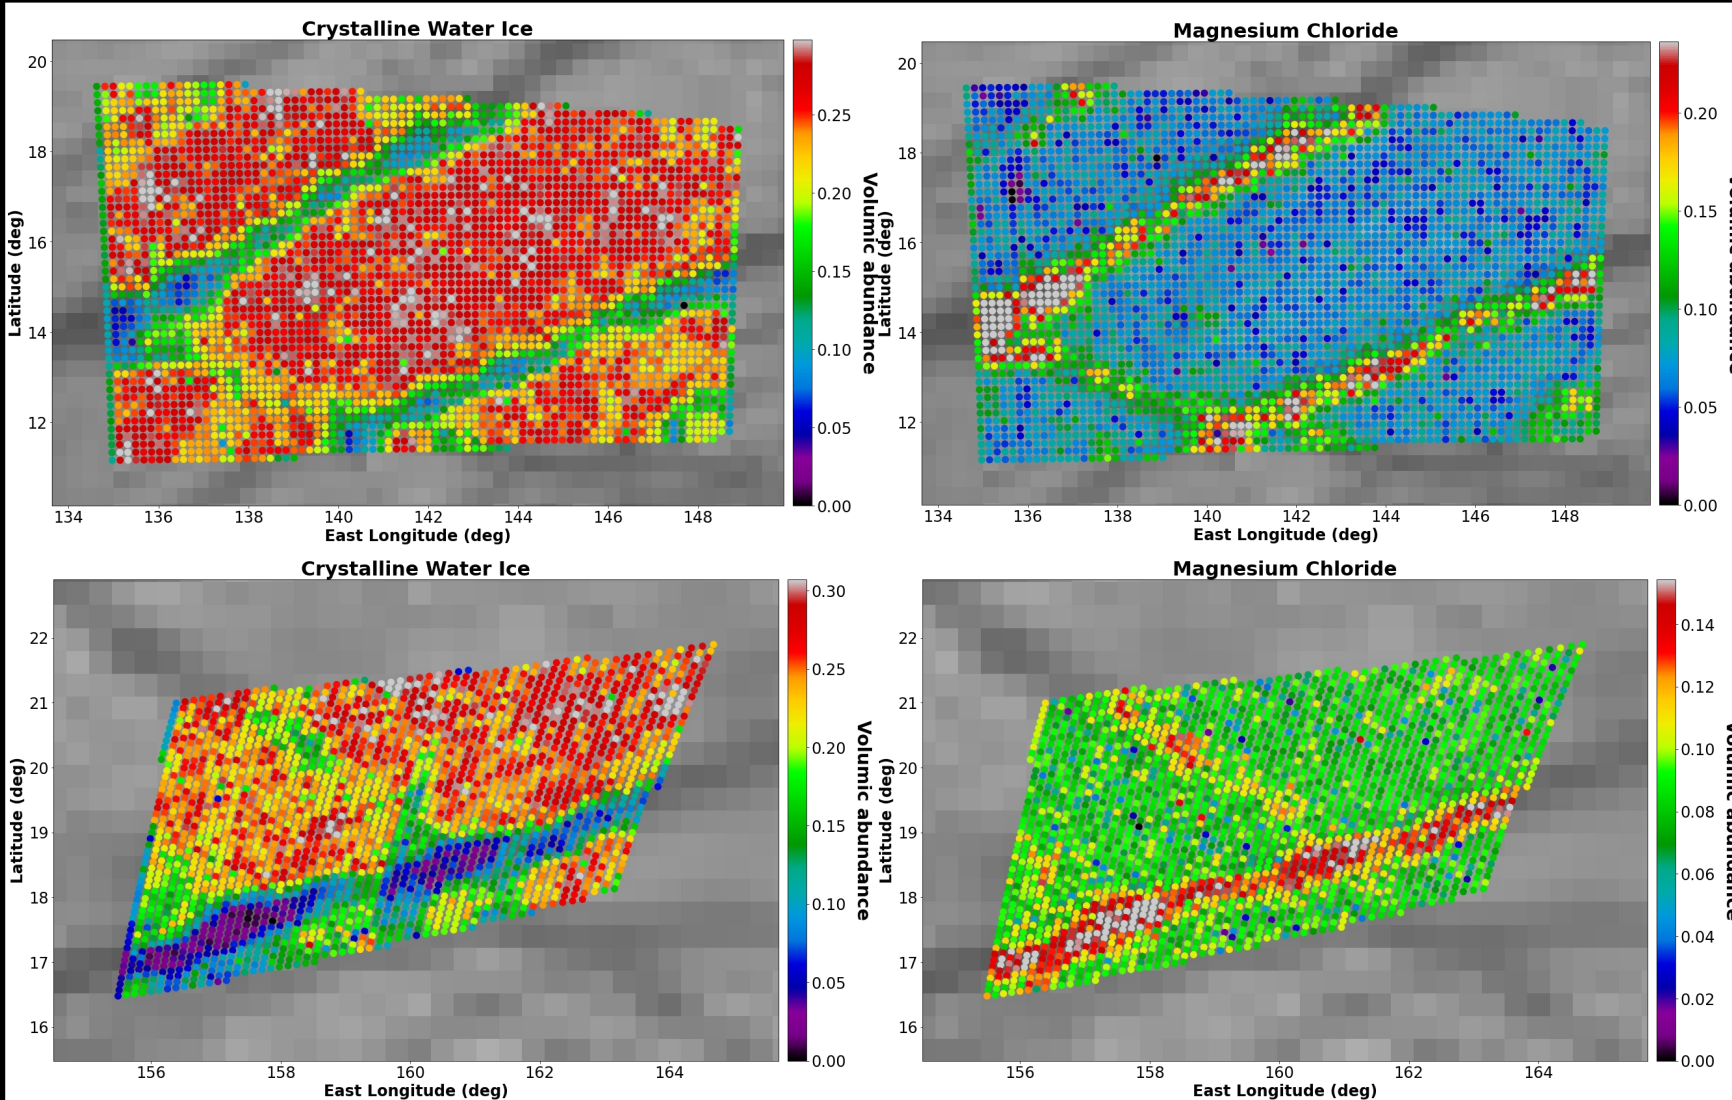 Crystalline Water Ice
20
18
16
14
12
Latitude (deg)
134 136 138 140 142 144 146 148
East Longitude (deg)
0.25
0.20
0.15
0.10
0.05
0.00
Volumic abundance
Magnesium Chloride
20
18
16
14
12
Latitude (deg)
134 136 138 140 142 144 146 148
East Longitude (deg)
0.20
0.15
0.10
0.05
0.00
Crystalline Water Ice
22
21
20
19
18
17
16
Latitude (deg)
156 158 160 162 164
East Longitude (deg)
0.30
0.25
0.20
0.15
0.10
0.05
0.00
Volumic abundance
Magnesium Chloride
22
21
20
19
18
17
16
Latitude (deg)
156 158 160 162 164
East Longitude (deg)
0.14
0.12
0.10
0.08
0.06
0.04
0.02
0.00